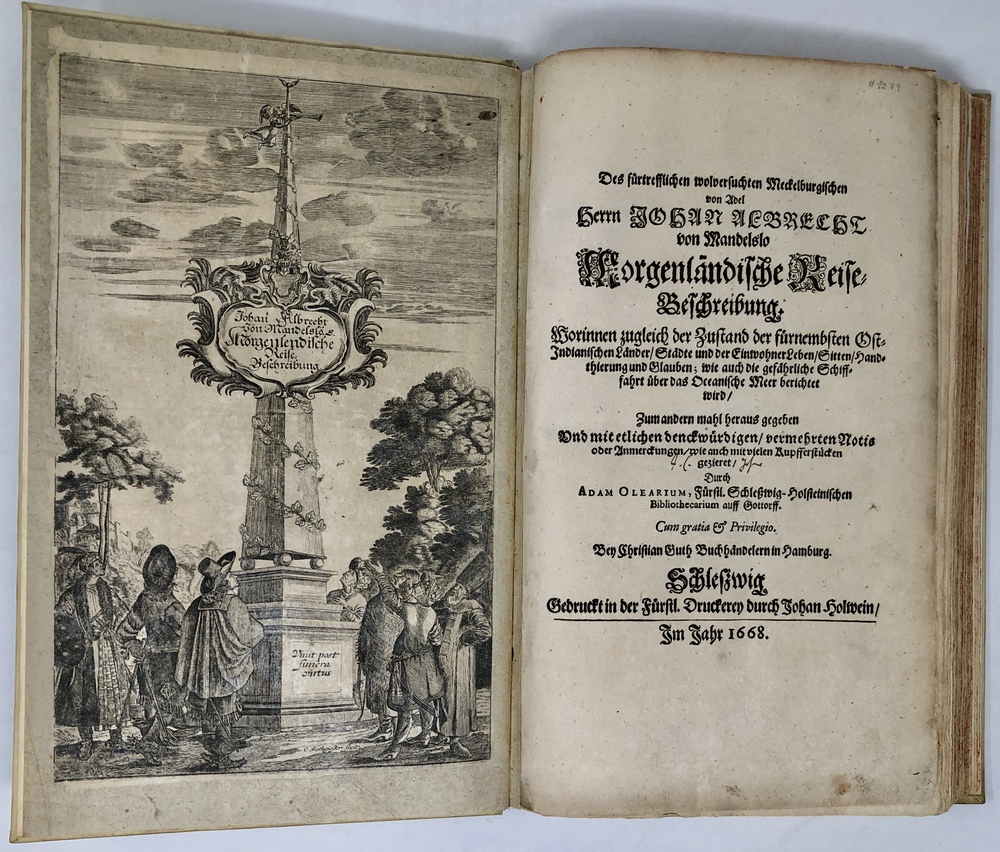 Johan Albrecht
von Mandelslo
Morgenlendische
Reise
Beschreibung
Vivit post
funera
virtus
#1279
Des fürtrefflichen wolversuchten Meckelburgischen
von Adel
Herrn JOHAN ALBRECHT
von Mandelslo
Morgenländische Reise-
Beschreibung.
Worinnen zugleich der Zustand der fürnembsten Ost-
Indianischen Länder/ Städte und der Einwohner Leben/ Sitten/ Hand-
thierung und Glauben; wie auch die gefährliche Schiff-
fahrt über das Oceanische Meer berichtet
wird/
Zum andern mahl heraus gegeben
Und mit etlichen denckwürdigen/ vermehrten Notis
oder Anmerckungen/ wie auch mit vielen Kupfferstücken
gezieret/
Durch
ADAM OLEARIUM, Fürstl. Schleßwig-Holsteinischen
Bibliothecarium auff Gottorff.
Cum gratia & Privilegio.
Bey Christian Guth Buchhändelern in Hamburg.
Schleßwig
Gedruckt in der Fürstl. Druckerey durch Johan Holwein/
Im Jahr 1668.